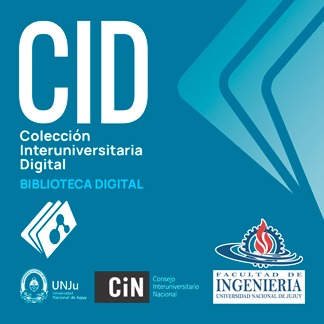 CID
Colección
Interuniversitaria
Digital
BIBLIOTECA DIGITAL
UNJu
Universidad
Nacional de Jujuy
CiN
Consejo
Interuniversitario
Nacional
FACULTAD DE
INGENIERIA
UNIVERSIDAD NACIONAL DE JUJUY